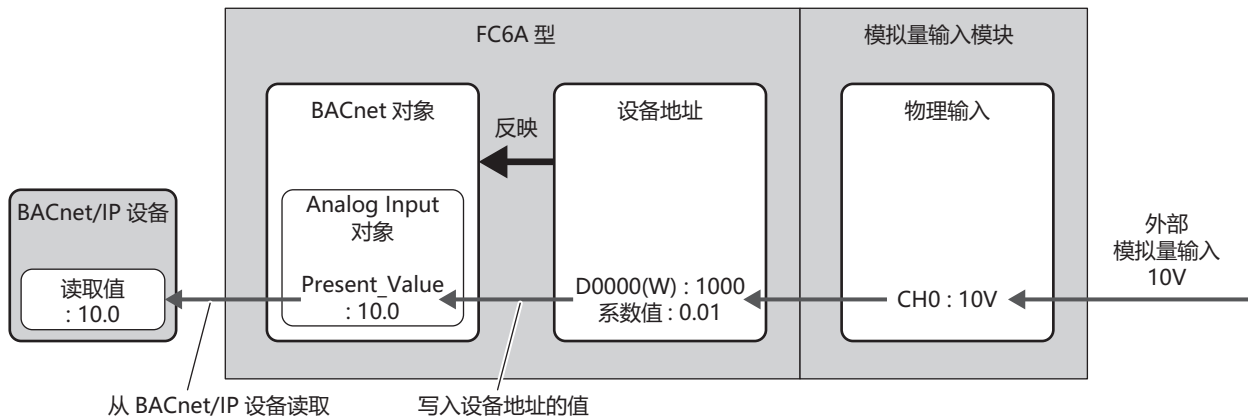 FC6A 型
模拟量输入模块
BACnet 对象
设备地址
物理输入
反映
BACnet/IP 设备
Analog Input
对象
外部
模拟量输入
10V
读取值
: 10.0
Present_Value
: 10.0
D0000(W) : 1000
系数值 : 0.01
CH0 : 10V
从 BACnet/IP 设备读取
写入设备地址的值